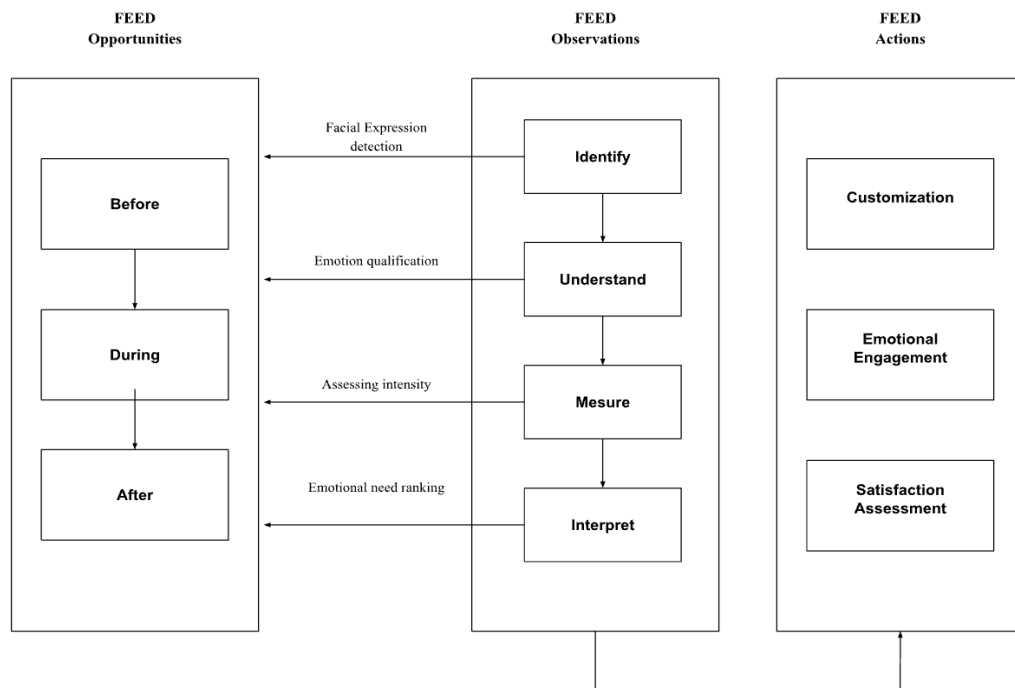 FEED
Opportunities
FEED
Observations
FEED
Actions
Before
During
After
Facial Expression
detection
Emotion qualification
Assessing intensity
Emotional need ranking
Identify
Understand
Mesure
Interpret
Customization
Emotional
Engagement
Satisfaction
Assessment